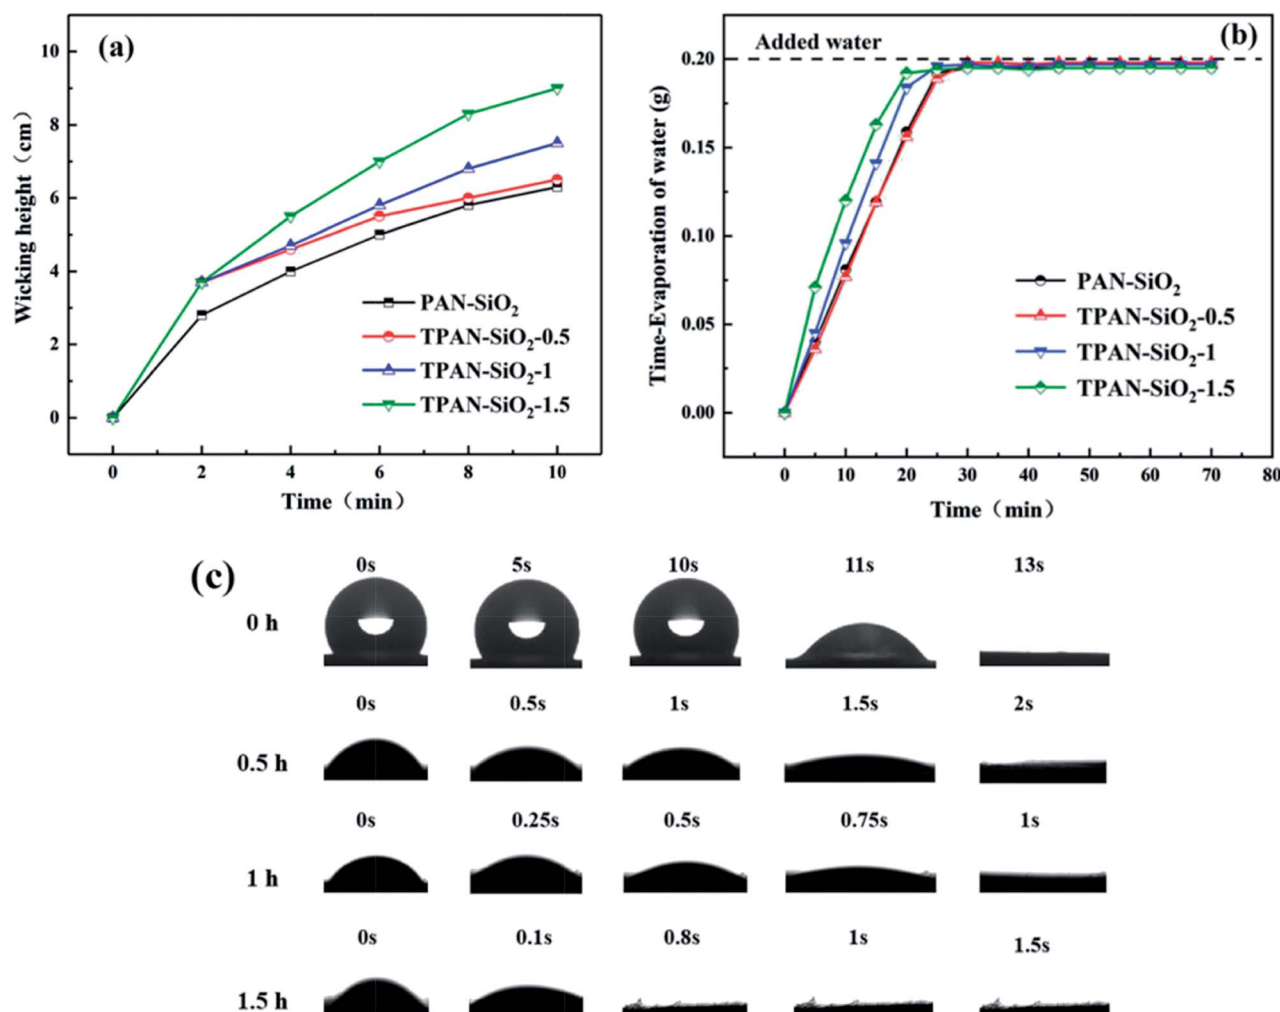 (a)
Wicking height（cm）
10
8
6
4
2
0
PAN-SiO₂
TPAN-SiO₂-0.5
TPAN-SiO₂-1
TPAN-SiO₂-1.5
0 2 4 6 8 10
Time（min）
(b)
Added water
Time-Evaporation of water (g)
0.20
0.15
0.10
0.05
0.00
PAN-SiO₂
TPAN-SiO₂-0.5
TPAN-SiO₂-1
TPAN-SiO₂-1.5
0 10 20 30 40 50 60 70 80
Time（min）
(c)
0s 5s 10s 11s 13s
0 h
0s 0.5s 1s 1.5s 2s
0.5 h
0s 0.25s 0.5s 0.75s 1s
1 h
0s 0.1s 0.8s 1s 1.5s
1.5 h